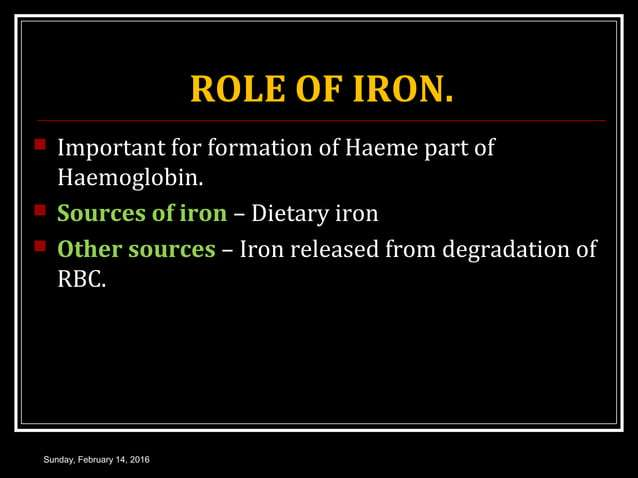 ROLE OF IRON.
Important for formation of Haeme part of
Haemoglobin.
Sources of iron – Dietary iron
Other sources – Iron released from degradation of
RBC.
Sunday, February 14, 2016